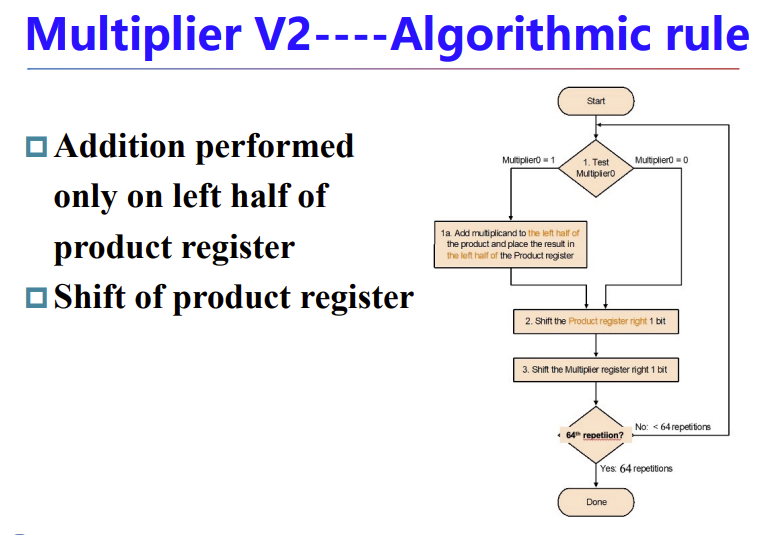 Multiplier V2----Algorithmic rule
Addition performed
only on left half of
product register
Shift of product register
Start
Multiplier0 = 1
1. Test
Multiplier0
Multiplier0 = 0
1a. Add multiplicand to the left half of
the product and place the result in
the left half of the Product register
2. Shift the Product register right 1 bit
3. Shift the Multiplier register right 1 bit
64th repetiion?
No: < 64 repetitions
Yes: 64 repetitions
Done